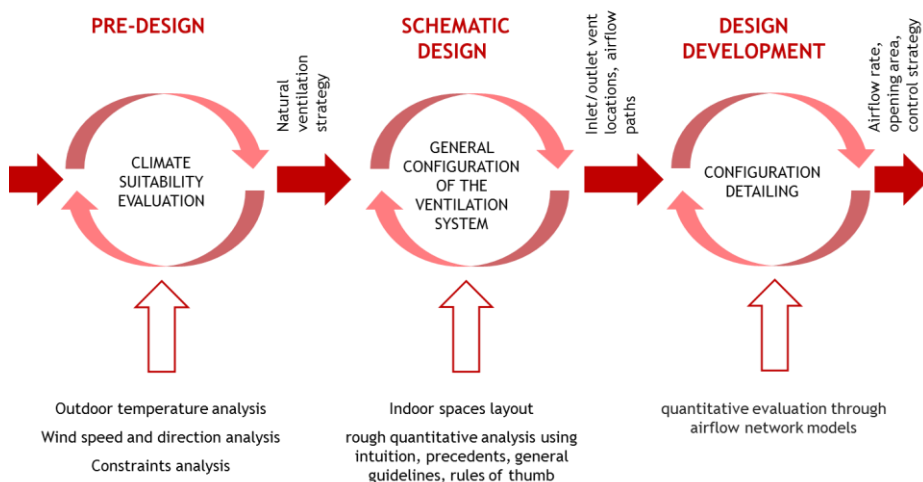 PRE-DESIGN
SCHEMATIC
DESIGN
DESIGN
DEVELOPMENT
CLIMATE
SUITABILITY
EVALUATION
Natural
ventilation
strategy
GENERAL
CONFIGURATION
OF THE
VENTILATION
SYSTEM
Inlet/outlet vent
locations, airflow
paths
CONFIGURATION
DETAILING
Airflow rate,
opening area,
control strategy
Outdoor temperature analysis
Wind speed and direction analysis
Constraints analysis
Indoor spaces layout
rough quantitative analysis using
intuition, precedents, general
guidelines, rules of thumb
quantitative evaluation through
airflow network models